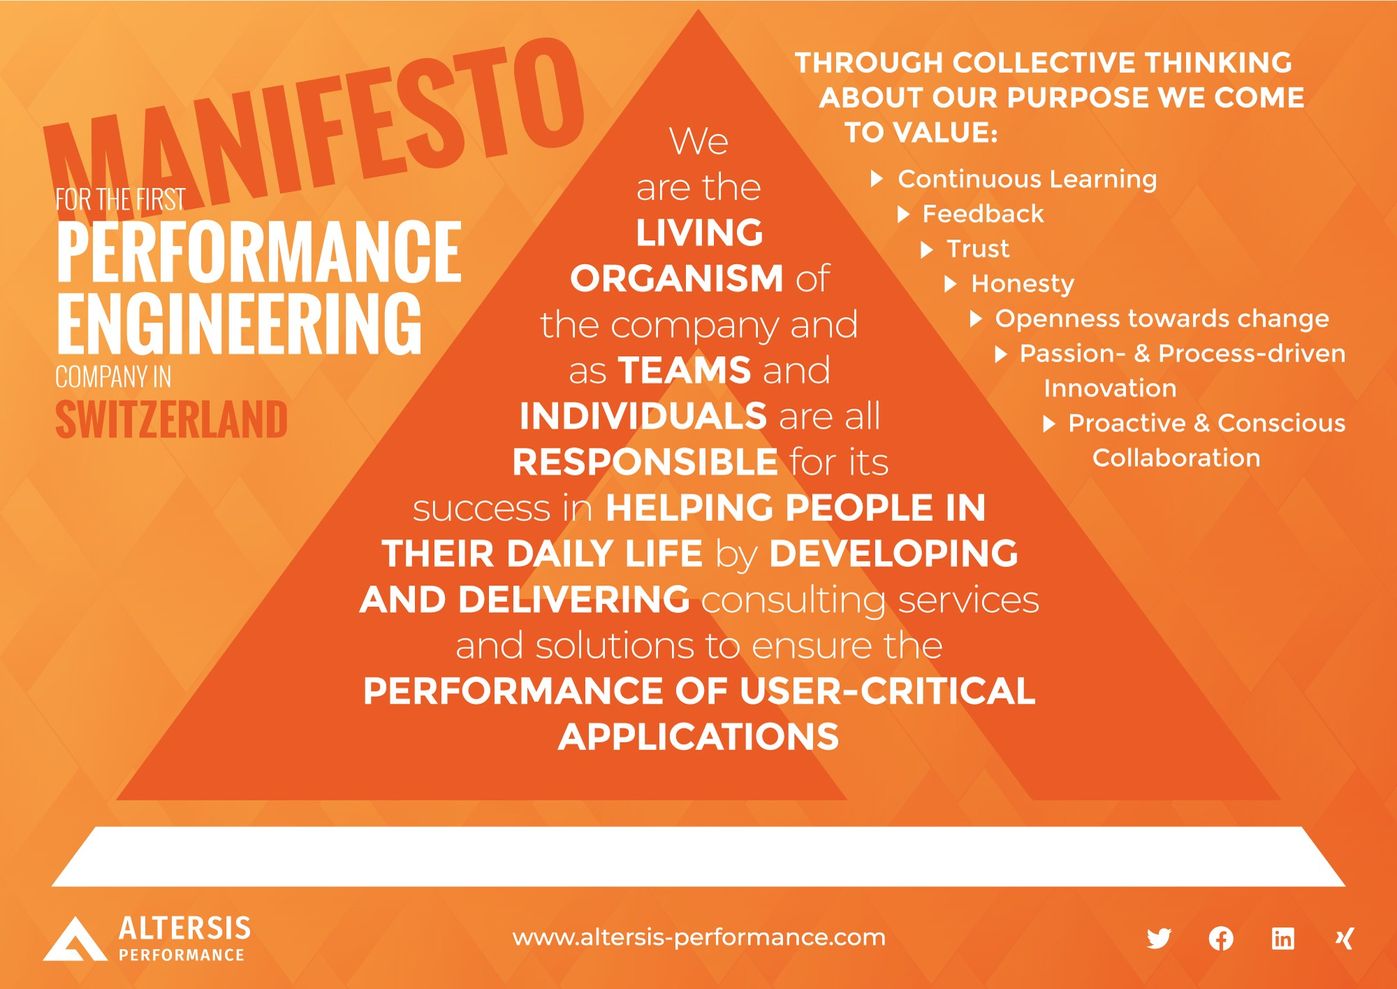 MANIFESTO
FOR THE FIRST
PERFORMANCE
ENGINEERING
COMPANY IN
SWITZERLAND
We
are the
LIVING
ORGANISM of
the company and
as TEAMS and
INDIVIDUALS are all
RESPONSIBLE for its
success in HELPING PEOPLE IN
THEIR DAILY LIFE by DEVELOPING
AND DELIVERING consulting services
and solutions to ensure the
PERFORMANCE OF USER-CRITICAL
APPLICATIONS
THROUGH COLLECTIVE THINKING
ABOUT OUR PURPOSE WE COME
TO VALUE:
Continuous Learning
Feedback
Trust
Honesty
Openness towards change
Passion- & Process-driven
Innovation
Proactive & Conscious
Collaboration
ALTERSIS
PERFORMANCE
www.altersis-performance.com